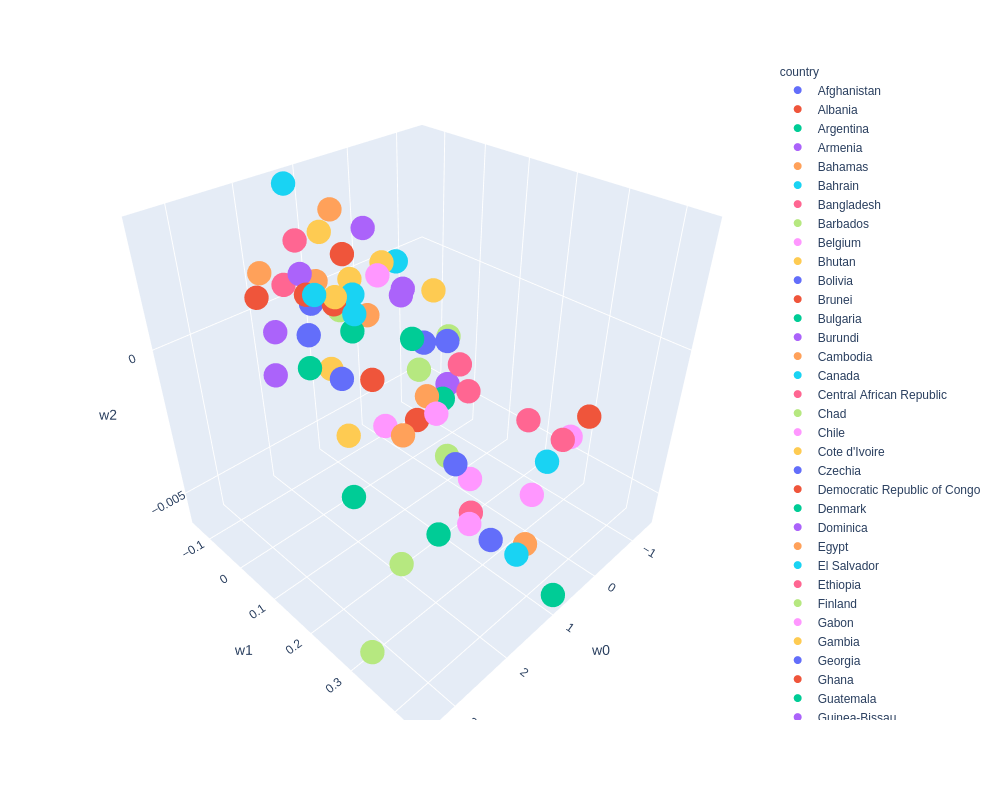 country
Afghanistan
Albania
Argentina
Armenia
Bahamas
Bahrain
Bangladesh
Barbados
Belgium
Bhutan
Bolivia
Brunei
Bulgaria
Burundi
Cambodia
Canada
Central African Republic
Chad
Chile
Cote d'Ivoire
Czechia
Democratic Republic of Congo
Denmark
Dominica
Egypt
El Salvador
Ethiopia
Finland
Gabon
Gambia
Georgia
Ghana
Guatemala
Guinea-Bissau
0
w2
−0.005
−0.1
0
0.1
0.2
0.3
w1
−1
0
1
2
w0